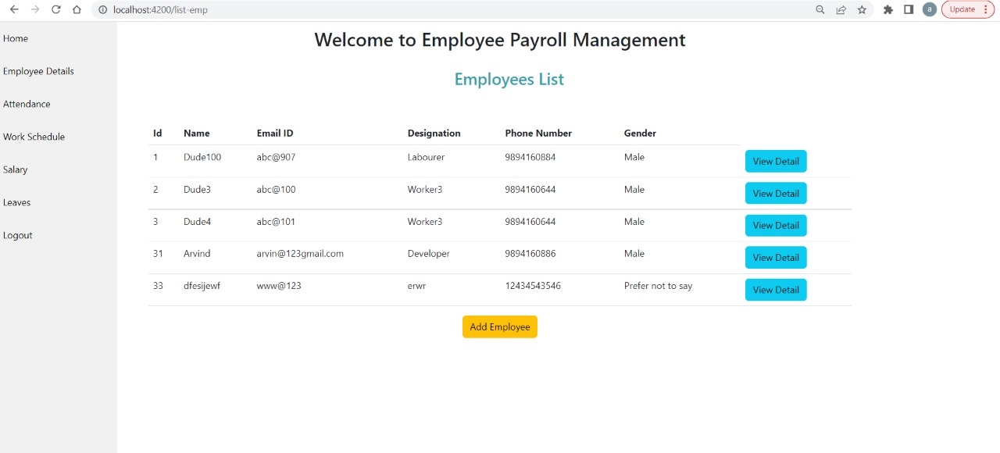 localhost:4200/list-emp a Update
Home
Employee Details
Attendance
Work Schedule
Salary
Leaves
Logout
Welcome to Employee Payroll Management
Employees List
Id Name Email ID Designation Phone Number Gender
1 Dude100 abc@907 Labourer 9894160884 Male View Detail
2 Dude3 abc@100 Worker3 9894160644 Male View Detail
3 Dude4 abc@101 Worker3 9894160644 Male View Detail
31 Arvind arvin@123gmail.com Developer 9894160886 Male View Detail
33 dfesijewf www@123 erwr 12434543546 Prefer not to say View Detail
Add Employee